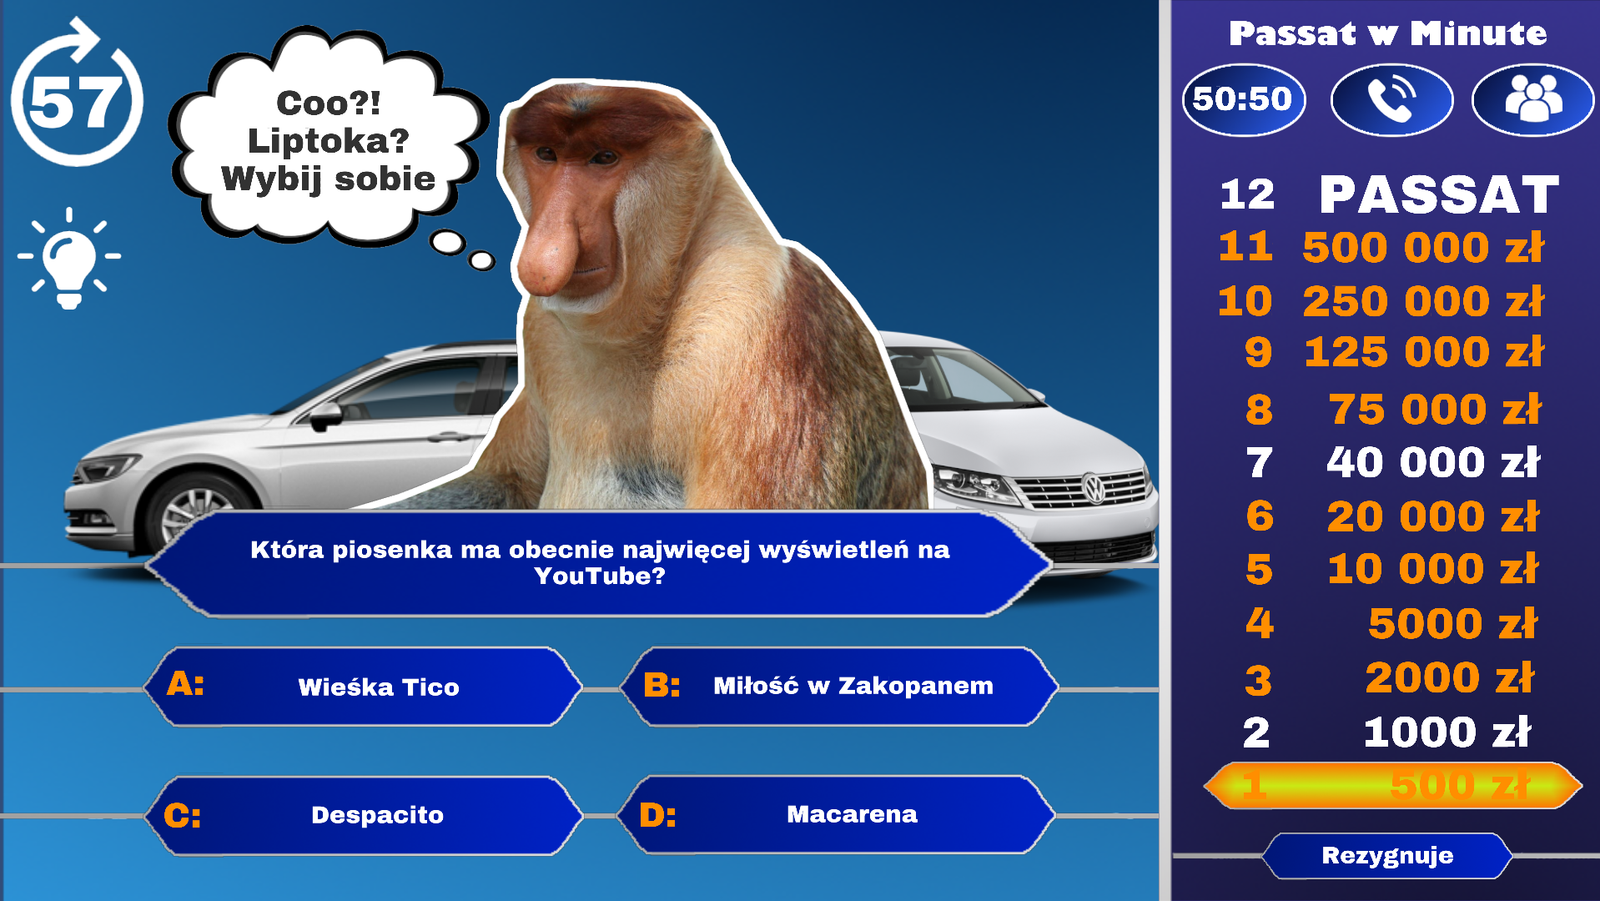 57
Coo?!
Liptoka?
Wybij sobie
Która piosenka ma obecnie najwięcej wyświetleń na
YouTube?
A: Wieśka Tico
B: Miłość w Zakopanem
C: Despacito
D: Macarena
Passat w Minute
50:50
12 PASSAT
11 500 000 zł
10 250 000 zł
9 125 000 zł
8 75 000 zł
7 40 000 zł
6 20 000 zł
5 10 000 zł
4 5000 zł
3 2000 zł
2 1000 zł
1 500 zł
Rezygnuje